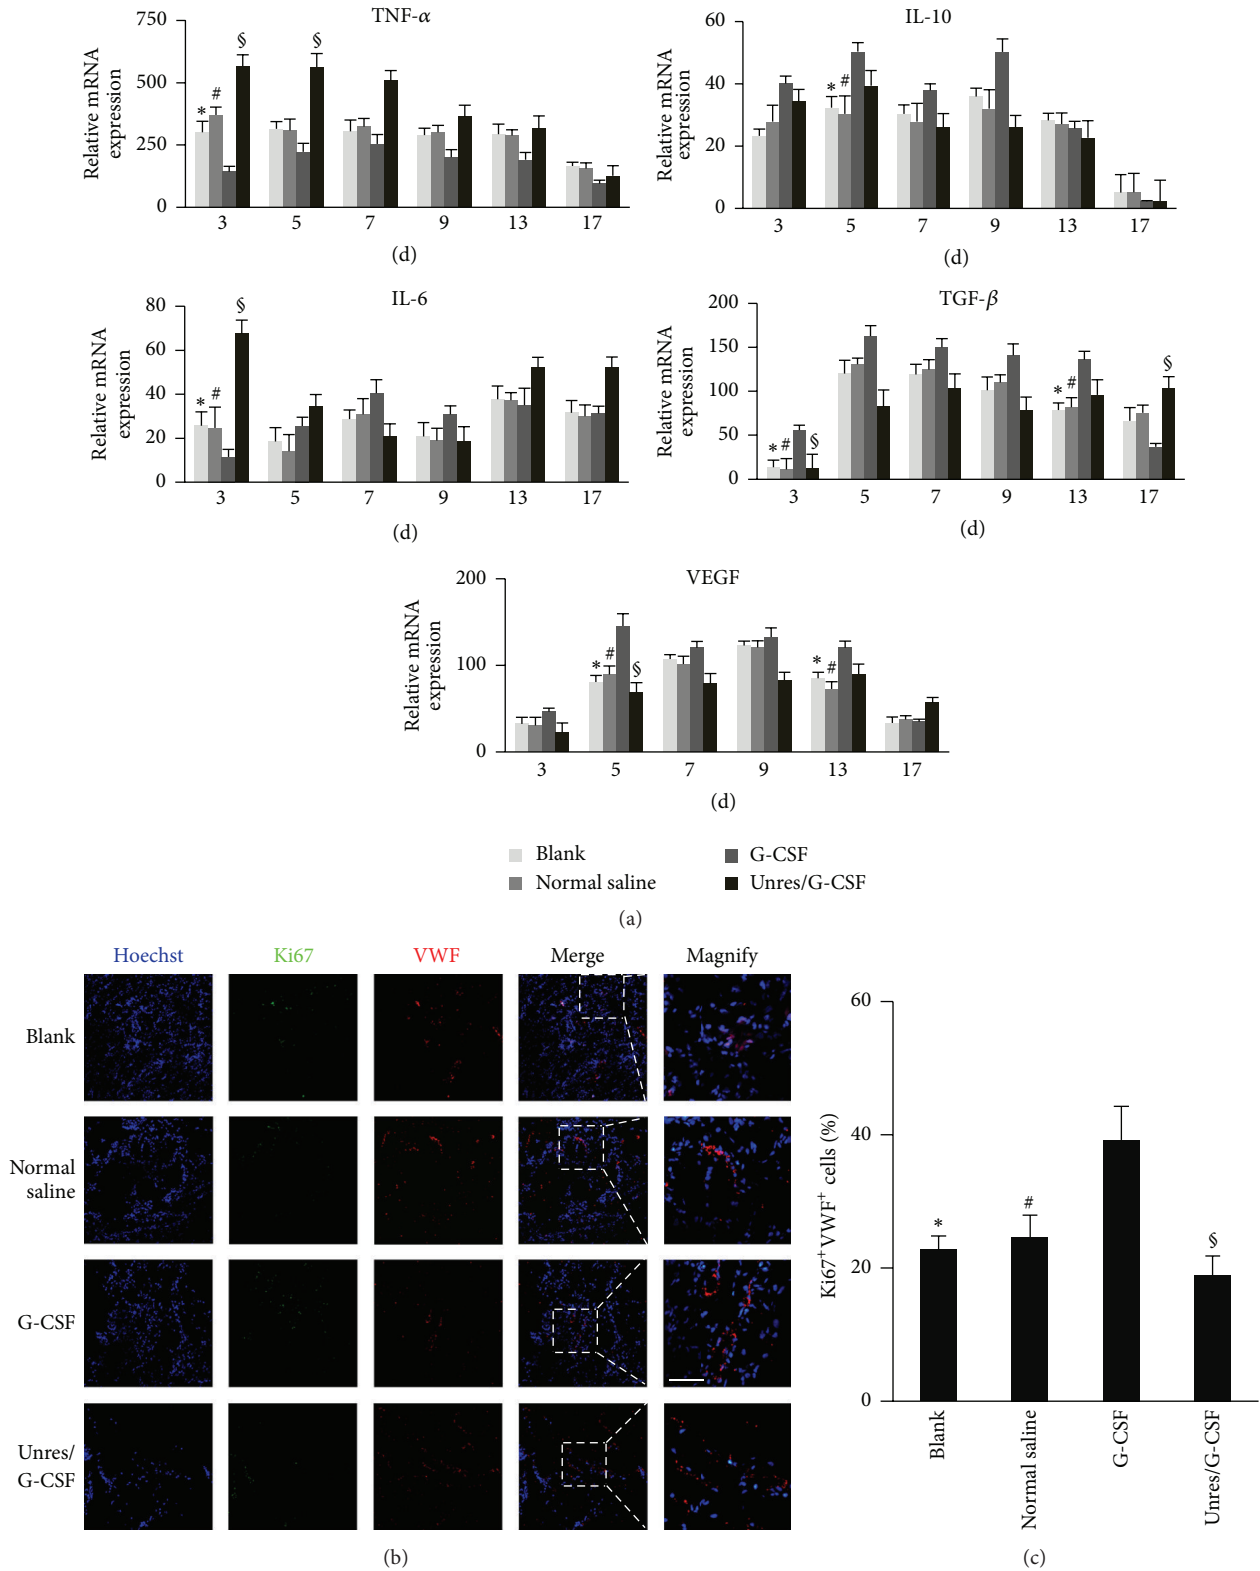 TNF-α
Relative mRNA
expression
750
500
250
0
* # § §
3 5 7 9 13 17
(d)
IL-10
Relative mRNA
expression
60
40
20
0
* #
3 5 7 9 13 17
(d)
IL-6
Relative mRNA
expression
80
60
40
20
0
* # §
3 5 7 9 13 17
(d)
TGF-β
Relative mRNA
expression
200
150
100
50
0
* # § * # §
3 5 7 9 13 17
(d)
VEGF
Relative mRNA
expression
200
100
0
* # § * #
3 5 7 9 13 17
(d)
Blank
Normal saline
G-CSF
Unres/G-CSF
(a)
Hoechst Ki67 VWF Merge Magnify
Blank
Normal
saline
G-CSF
Unres/
G-CSF
(b)
Ki67+VWF+ cells (%)
60
40
20
0
* # §
Blank
Normal saline
G-CSF
Unres/G-CSF
(c)